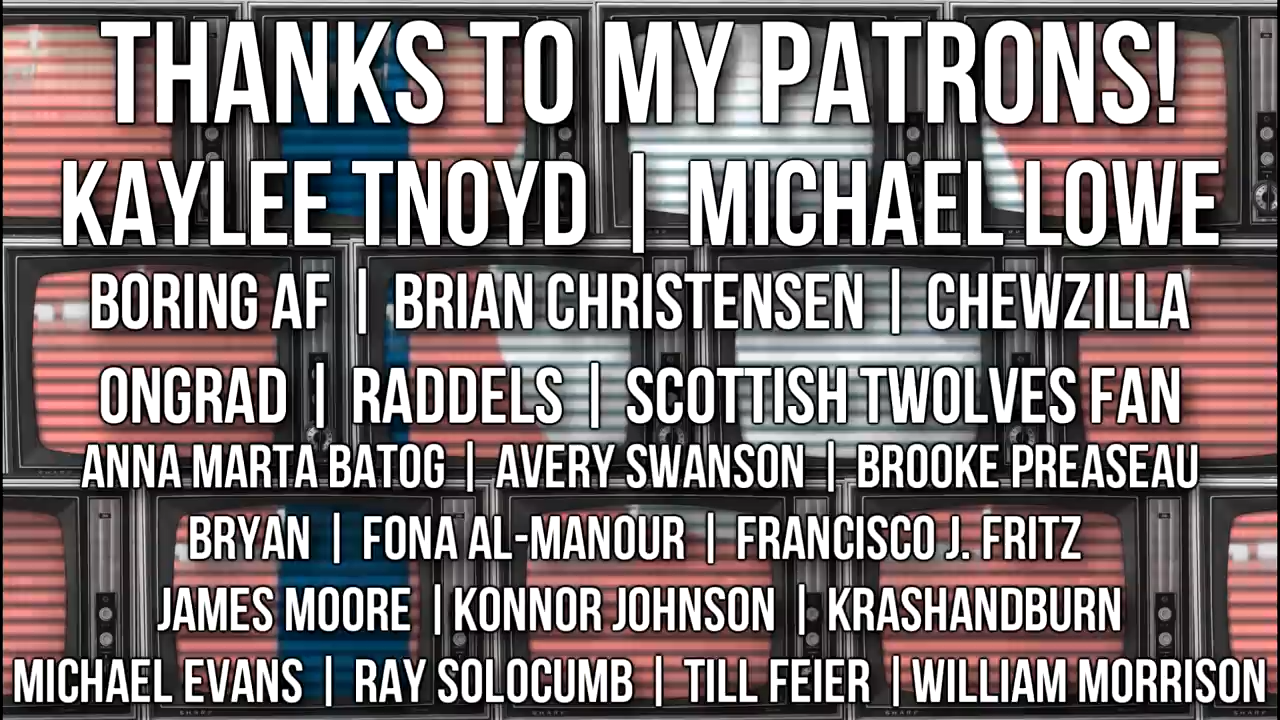 THANKS TO MY PATRONS!
KAYLEE TNOYD | MICHAEL LOWE
BORING AF | BRIAN CHRISTENSEN | CHEWZILLA
ONGRAD | RADDELS | SCOTTISH TWOLVES FAN
ANNA MARTA BATOG | AVERY SWANSON | BROOKE PREASEAU
BRYAN | FONA AL-MANOUR | FRANCISCO J. FRITZ
JAMES MOORE | KONNOR JOHNSON | KRASHANDBURN
MICHAEL EVANS | RAY SOLOCUMB | TILL FEIER | WILLIAM MORRISON